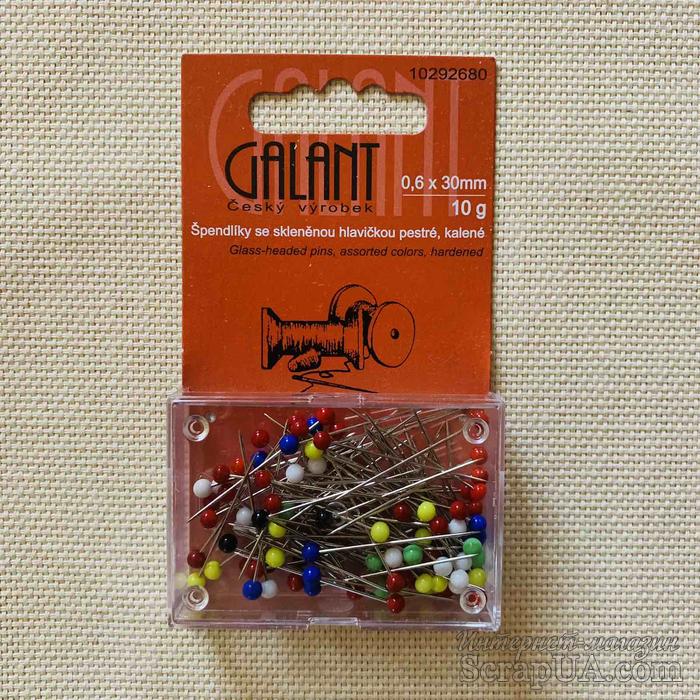 GALANT
10292680
GALANT
Český výrobek
0,6 x 30mm
10 g
Špendlíky se skleněnou hlavičkou pestré, kalené
Glass-headed pins, assorted colors, hardened
Интернет-магазин
ScrapUA.com